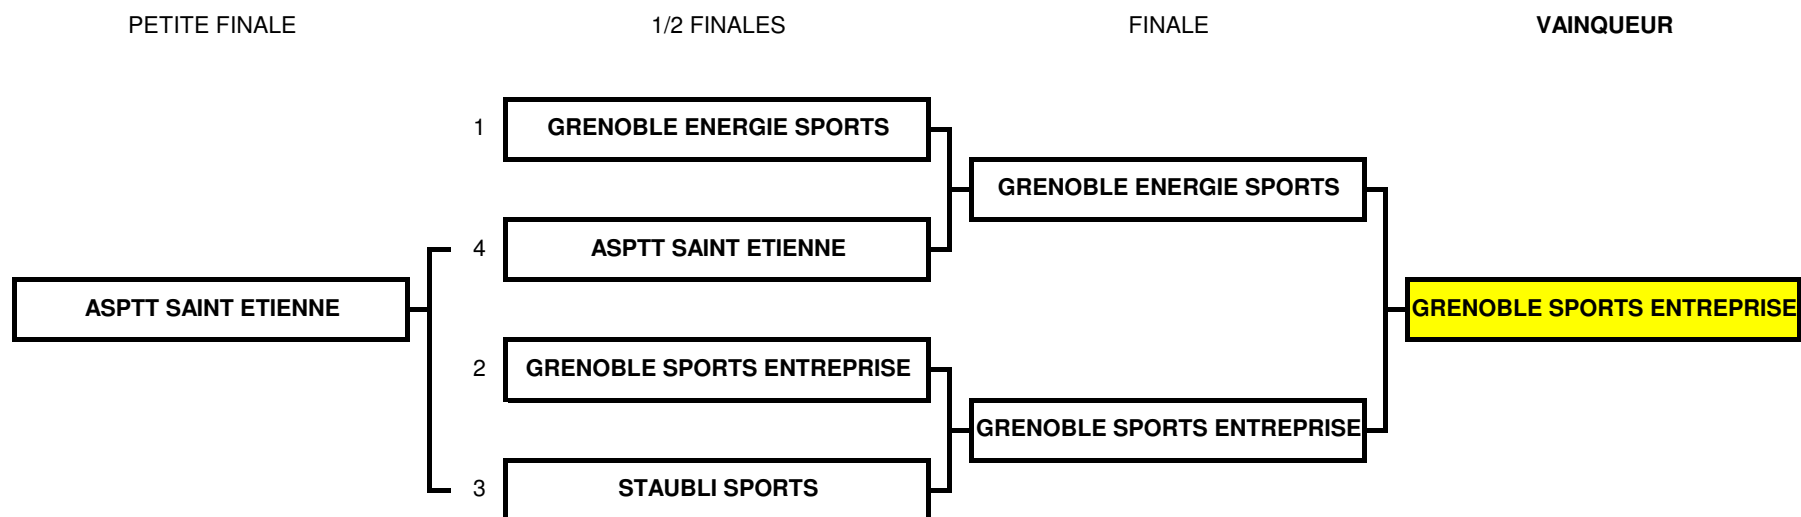 PETITE FINALE 1/2 FINALES FINALE VAINQUEUR
1 GRENOBLE ENERGIE SPORTS
GRENOBLE ENERGIE SPORTS
4 ASPTT SAINT ETIENNE
ASPTT SAINT ETIENNE GRENOBLE SPORTS ENTREPRISE
2 GRENOBLE SPORTS ENTREPRISE
GRENOBLE SPORTS ENTREPRISE
3 STAUBLI SPORTS